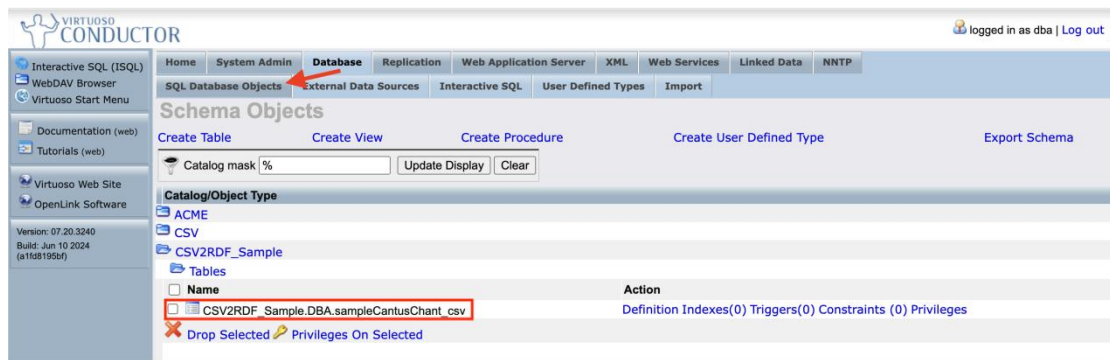 VIRTUOSO
CONDUCTOR
logged in as dba | Log out
Interactive SQL (ISQL)
WebDAV Browser
Virtuoso Start Menu
Documentation (web)
Tutorials (web)
Virtuoso Web Site
OpenLink Software
Version: 07.20.3240
Build: Jun 10 2024
(a1fd8195bf)
Home System Admin Database Replication Web Application Server XML Web Services Linked Data NNTP
SQL Database Objects External Data Sources Interactive SQL User Defined Types Import
Schema Objects
Create Table Create View Create Procedure Create User Defined Type Export Schema
Catalog mask % Update Display Clear
Catalog/Object Type
ACME
CSV
CSV2RDF_Sample
Tables
Name Action
CSV2RDF_Sample.DBA.sampleCantusChant_csv Definition Indexes(0) Triggers(0) Constraints (0) Privileges
Drop Selected Privileges On Selected